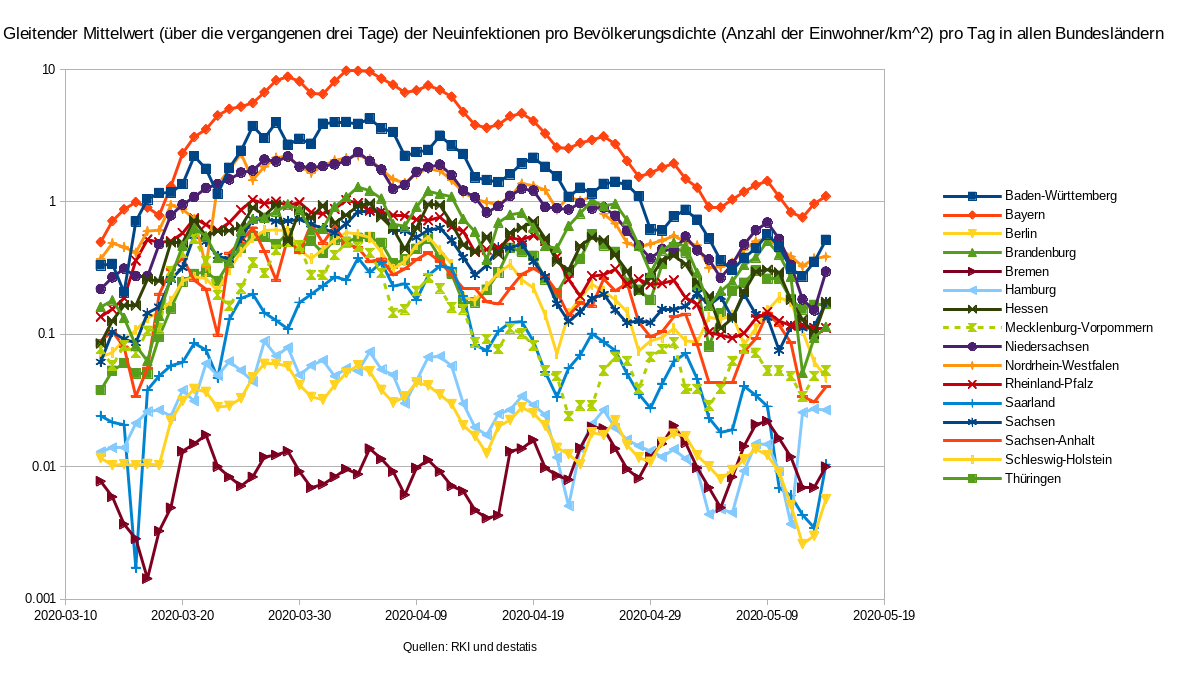 Gleitender Mittelwert (über die vergangenen drei Tage) der Neuinfektionen pro Bevölkerungsdichte (Anzahl der Einwohner/km^2) pro Tag in allen Bundesländern
10
1
0.1
0.01
0.001
2020-03-10
2020-03-20
2020-03-30
2020-04-09
2020-04-19
2020-04-29
2020-05-09
2020-05-19
Quellen: RKI und destatis
Baden-Württemberg
Bayern
Berlin
Brandenburg
Bremen
Hamburg
Hessen
Mecklenburg-Vorpommern
Niedersachsen
Nordrhein-Westfalen
Rheinland-Pfalz
Saarland
Sachsen
Sachsen-Anhalt
Schleswig-Holstein
Thüringen